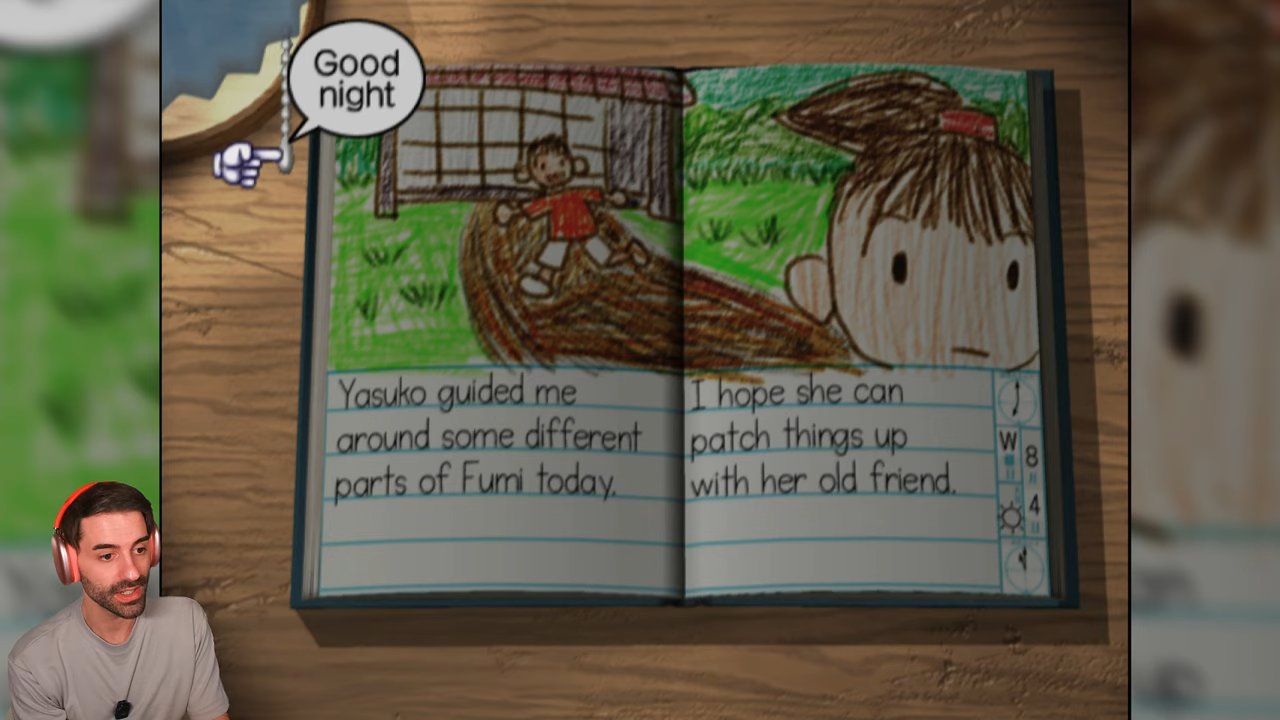 Good
night
Yasuko guided me
around some different
parts of Fumi today.
I hope she can
patch things up
with her old friend.
W
8
4